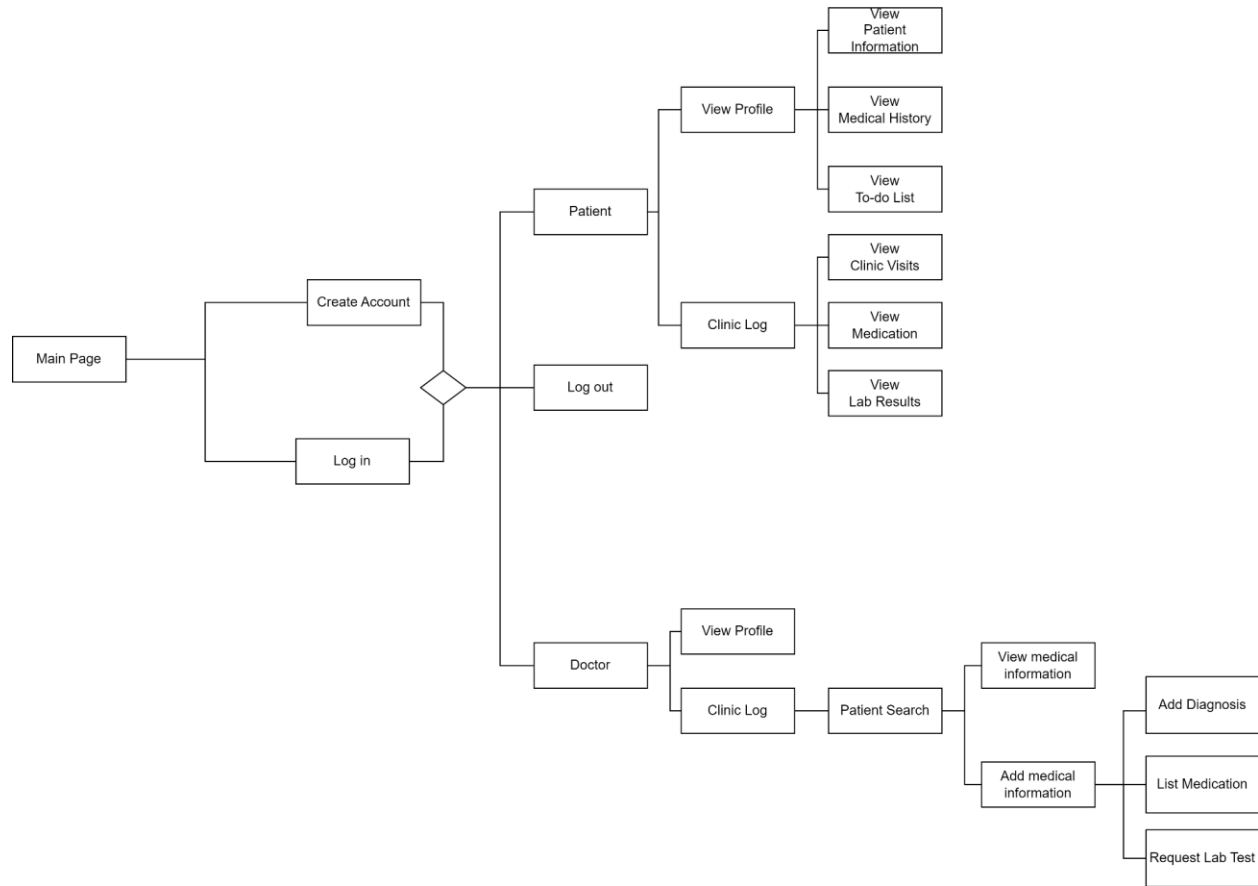 View
Patient
Information
View Profile
View
Medical History
View
To-do List
Patient
View
Clinic Visits
Create Account
Clinic Log
View
Medication
Main Page
Log out
View
Lab Results
Log in
View Profile
Doctor
View medical
information
Clinic Log
Patient Search
Add Diagnosis
Add medical
information
List Medication
Request Lab Test